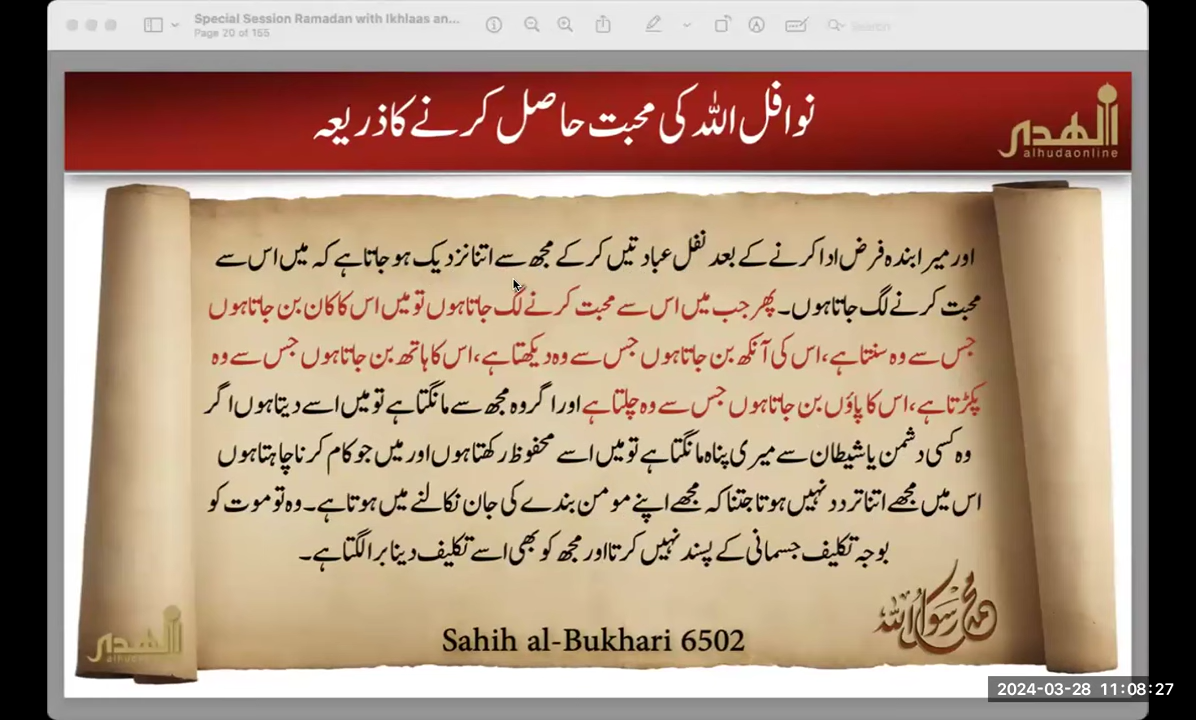 Special Session Ramadan with Ikhlaas an...
Page 20 of 155
Search
نوافل اللہ کی محبت حاصل کرنے کا ذریعہ
الهدى
alhudaonline
اور میرا بندہ فرض ادا کرنے کے بعد نفل عبادتیں کر کے مجھ سے اتنا نزدیک ہو جاتا ہے کہ میں اس سے
محبت کرنے لگ جاتا ہوں۔ پھر جب میں اس سے محبت کرنے لگ جاتا ہوں تو میں اس کا کان بن جاتا ہوں
جس سے وہ سنتا ہے، اس کی آنکھ بن جاتا ہوں جس سے وہ دیکھتا ہے، اس کا ہاتھ بن جاتا ہوں جس سے وہ
پکڑتا ہے، اس کا پاؤں بن جاتا ہوں جس سے وہ چلتا ہے اور اگر وہ مجھ سے مانگتا ہے تو میں اسے دیتا ہوں اگر
وہ کسی دشمن یا شیطان سے میری پناہ مانگتا ہے تو میں اسے محفوظ رکھتا ہوں اور میں جو کام کرنا چاہتا ہوں
اس میں مجھے اتنا تردد نہیں ہوتا جتنا کہ مجھے اپنے مومن بندے کی جان نکالنے میں ہوتا ہے۔ وہ تو موت کو
بوجہ تکلیف جسمانی کے پسند نہیں کرتا اور مجھ کو بھی اسے تکلیف دینا برا لگتا ہے۔
محمد رسول الله
الهدى
Sahih al-Bukhari 6502
2024-03-28 11:08:27